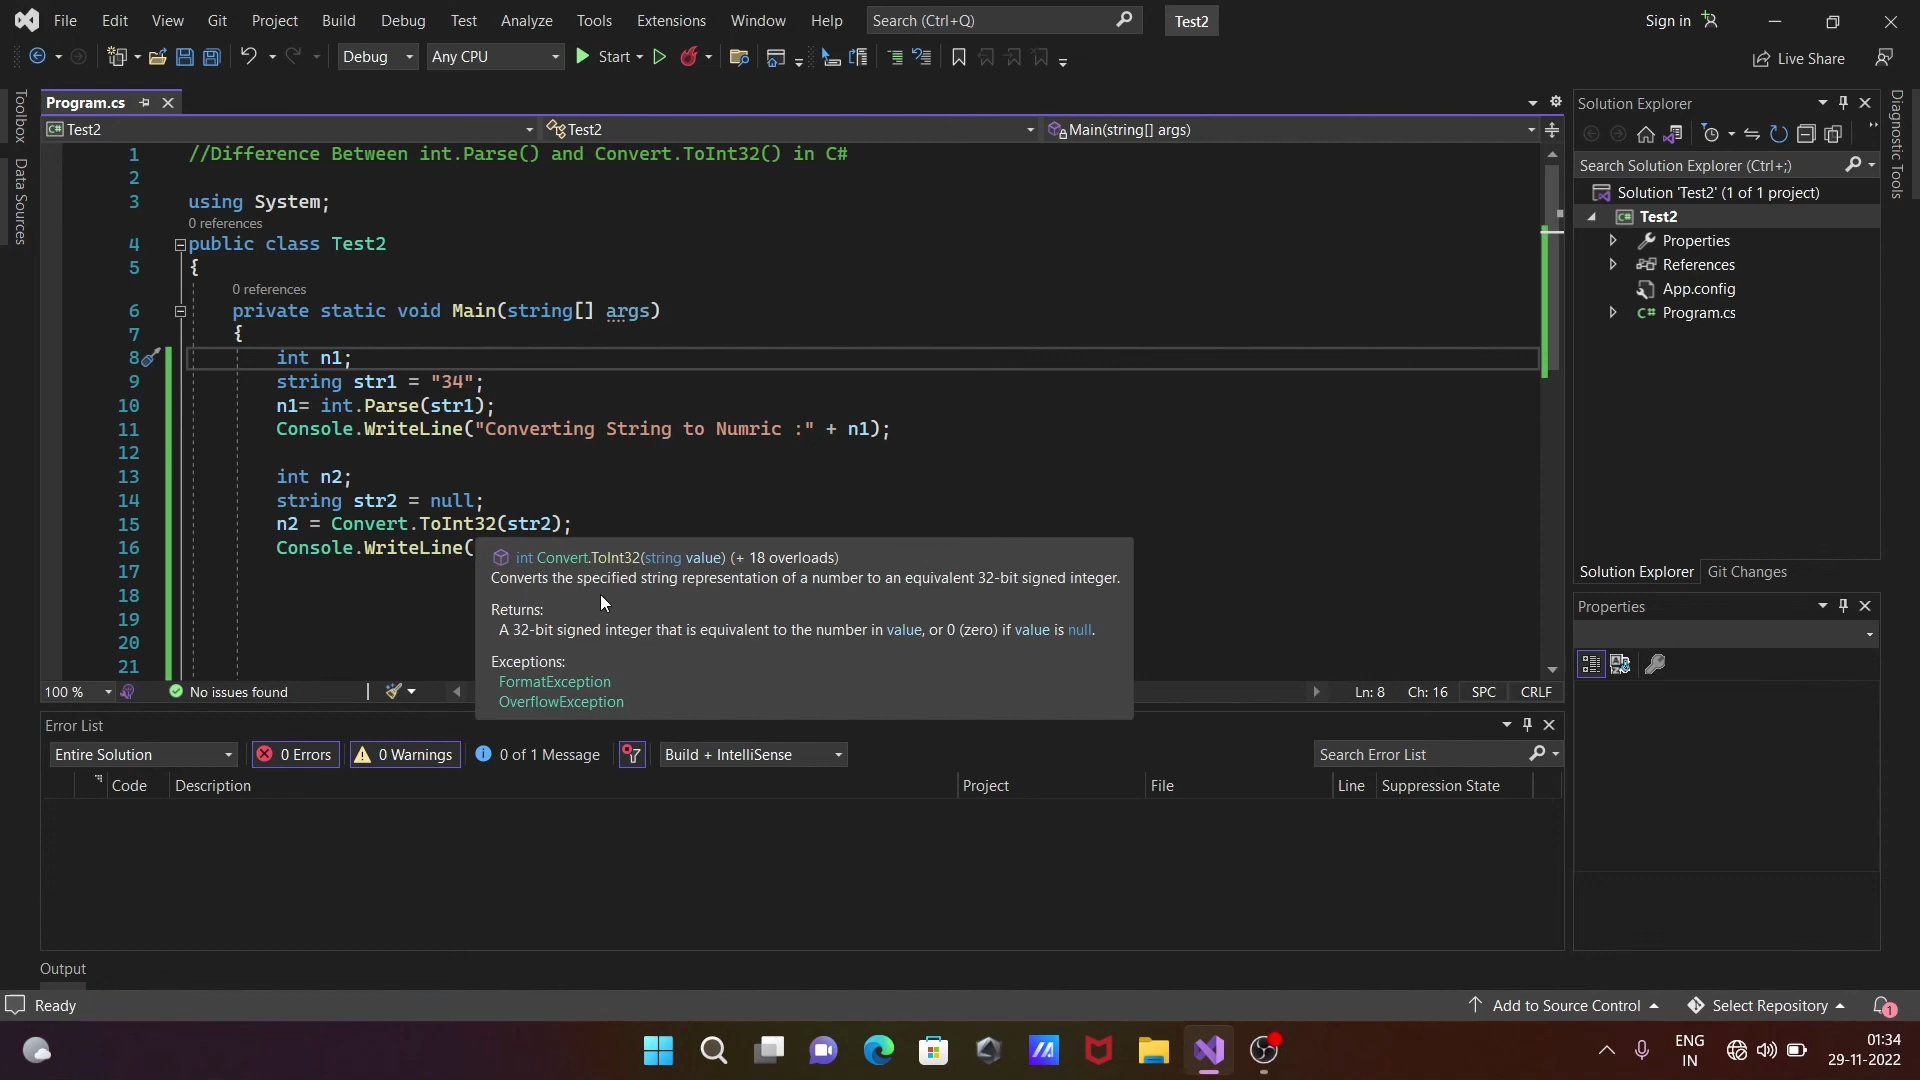 File Edit View Git Project Build Debug Test Analyze Tools Extensions Window Help Search (Ctrl+Q) Test2 Sign in
Debug Any CPU Start Live Share
Toolbox
Data Sources
Program.cs
Test2 Test2 Main(string[] args)
1 //Difference Between int.Parse() and Convert.ToInt32() in C#
2
3 using System;
0 references
4 public class Test2
5 {
0 references
6 private static void Main(string[] args)
7 {
8 int n1;
9 string str1 = "34";
10 n1= int.Parse(str1);
11 Console.WriteLine("Converting String to Numric :" + n1);
12
13 int n2;
14 string str2 = null;
15 n2 = Convert.ToInt32(str2);
16 Console.WriteLine(
17
18
19
20
21
int Convert.ToInt32(string value) (+ 18 overloads)
Converts the specified string representation of a number to an equivalent 32-bit signed integer.
Returns:
A 32-bit signed integer that is equivalent to the number in value, or 0 (zero) if value is null.
Exceptions:
FormatException
OverflowException
100 % No issues found Ln: 8 Ch: 16 SPC CRLF
Error List
Entire Solution 0 Errors 0 Warnings 0 of 1 Message Build + IntelliSense Search Error List
Code Description Project File Line Suppression State
Output
Solution Explorer
Search Solution Explorer (Ctrl+;)
Solution 'Test2' (1 of 1 project)
C# Test2
Properties
References
App.config
C# Program.cs
Solution Explorer Git Changes
Properties
Diagnostic Tools
Ready Add to Source Control Select Repository 1
ENG
IN
01:34
29-11-2022